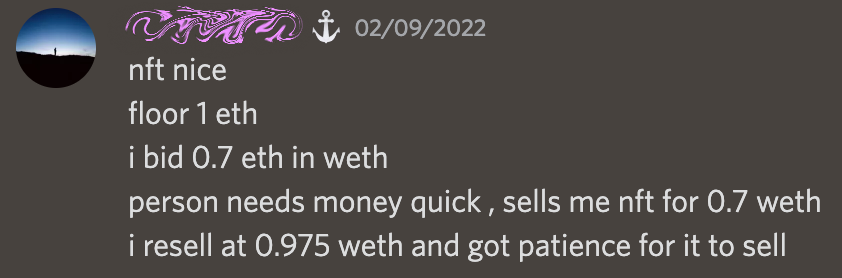 02/09/2022
nft nice
floor 1 eth
i bid 0.7 eth in weth
person needs money quick , sells me nft for 0.7 weth
i resell at 0.975 weth and got patience for it to sell